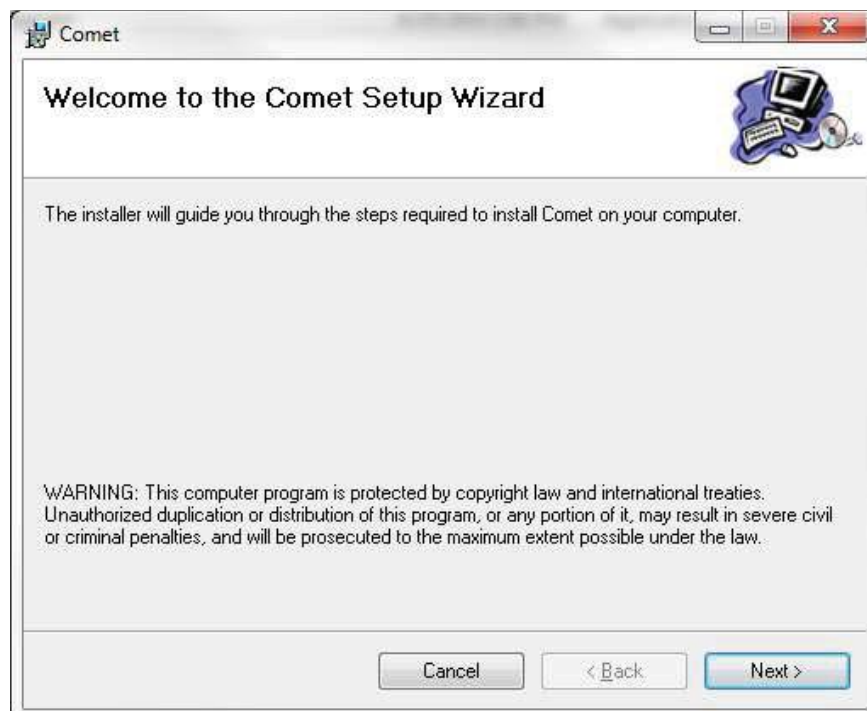 Comet
Welcome to the Comet Setup Wizard
The installer will guide you through the steps required to install Comet on your computer.
WARNING: This computer program is protected by copyright law and international treaties.
Unauthorized duplication or distribution of this program, or any portion of it, may result in severe civil
or criminal penalties, and will be prosecuted to the maximum extent possible under the law.
Cancel
< Back
Next >